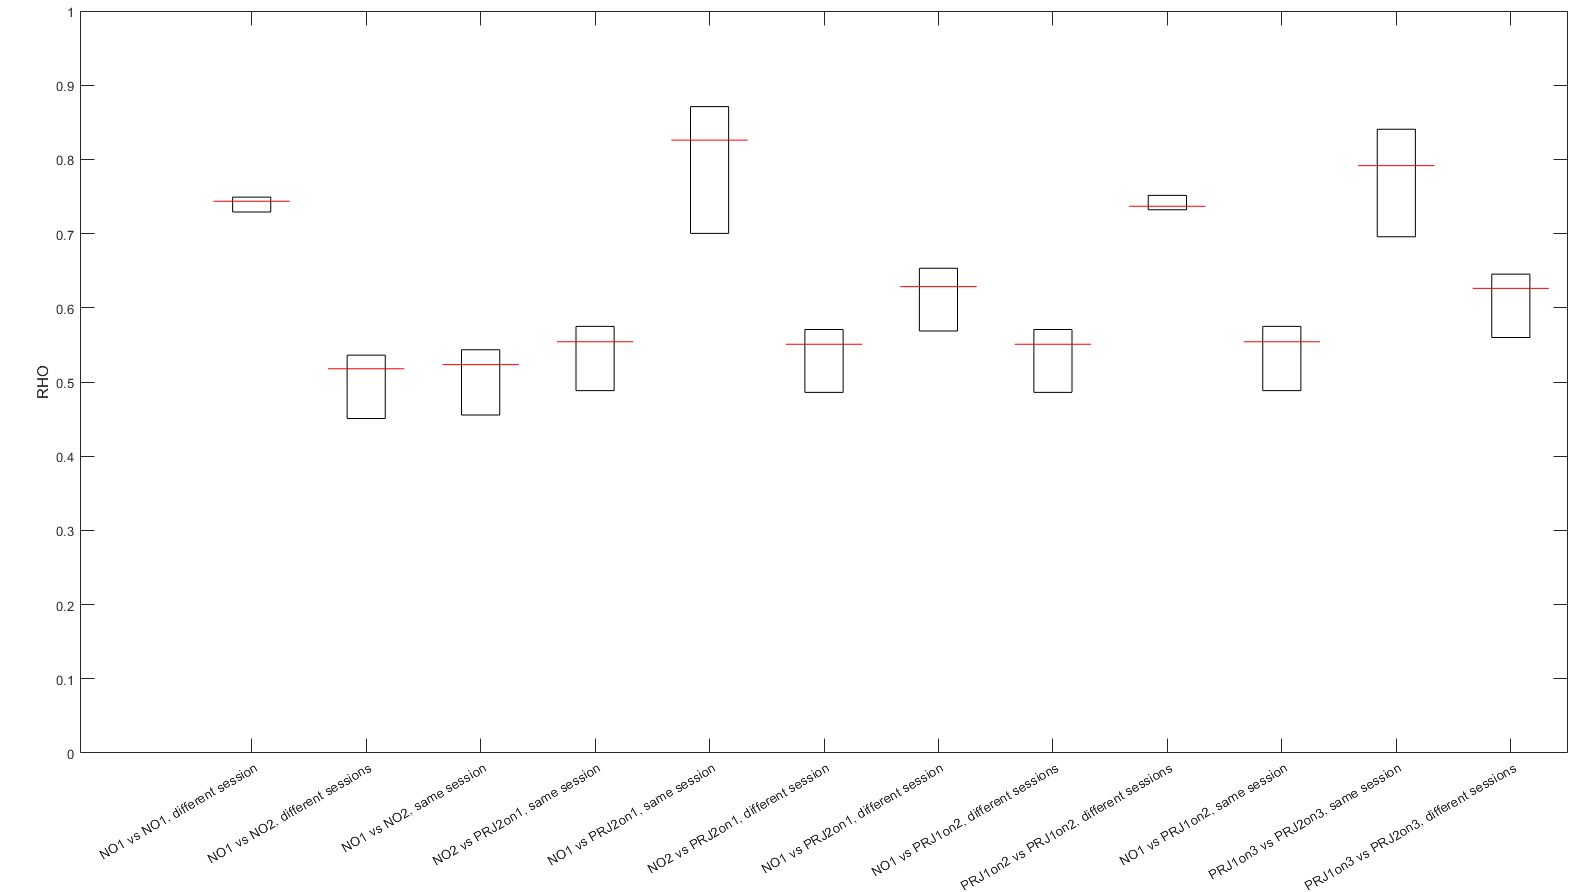 1
0.9
0.8
0.7
0.6
0.5
0.4
0.3
0.2
0.1
0
RHO
NO1 vs NO1, different session
NO1 vs NO2, different sessions
NO1 vs NO2, same session
NO2 vs PRJ2on1, same session
NO1 vs PRJ2on1, same session
NO2 vs PRJ2on1, different session
NO1 vs PRJ2on1, different session
NO1 vs PRJ1on2, different sessions
PRJ1on2 vs PRJ1on2, different sessions
NO1 vs PRJ1on2, same session
PRJ1on3 vs PRJ2on3, same session
PRJ1on3 vs PRJ2on3, different sessions